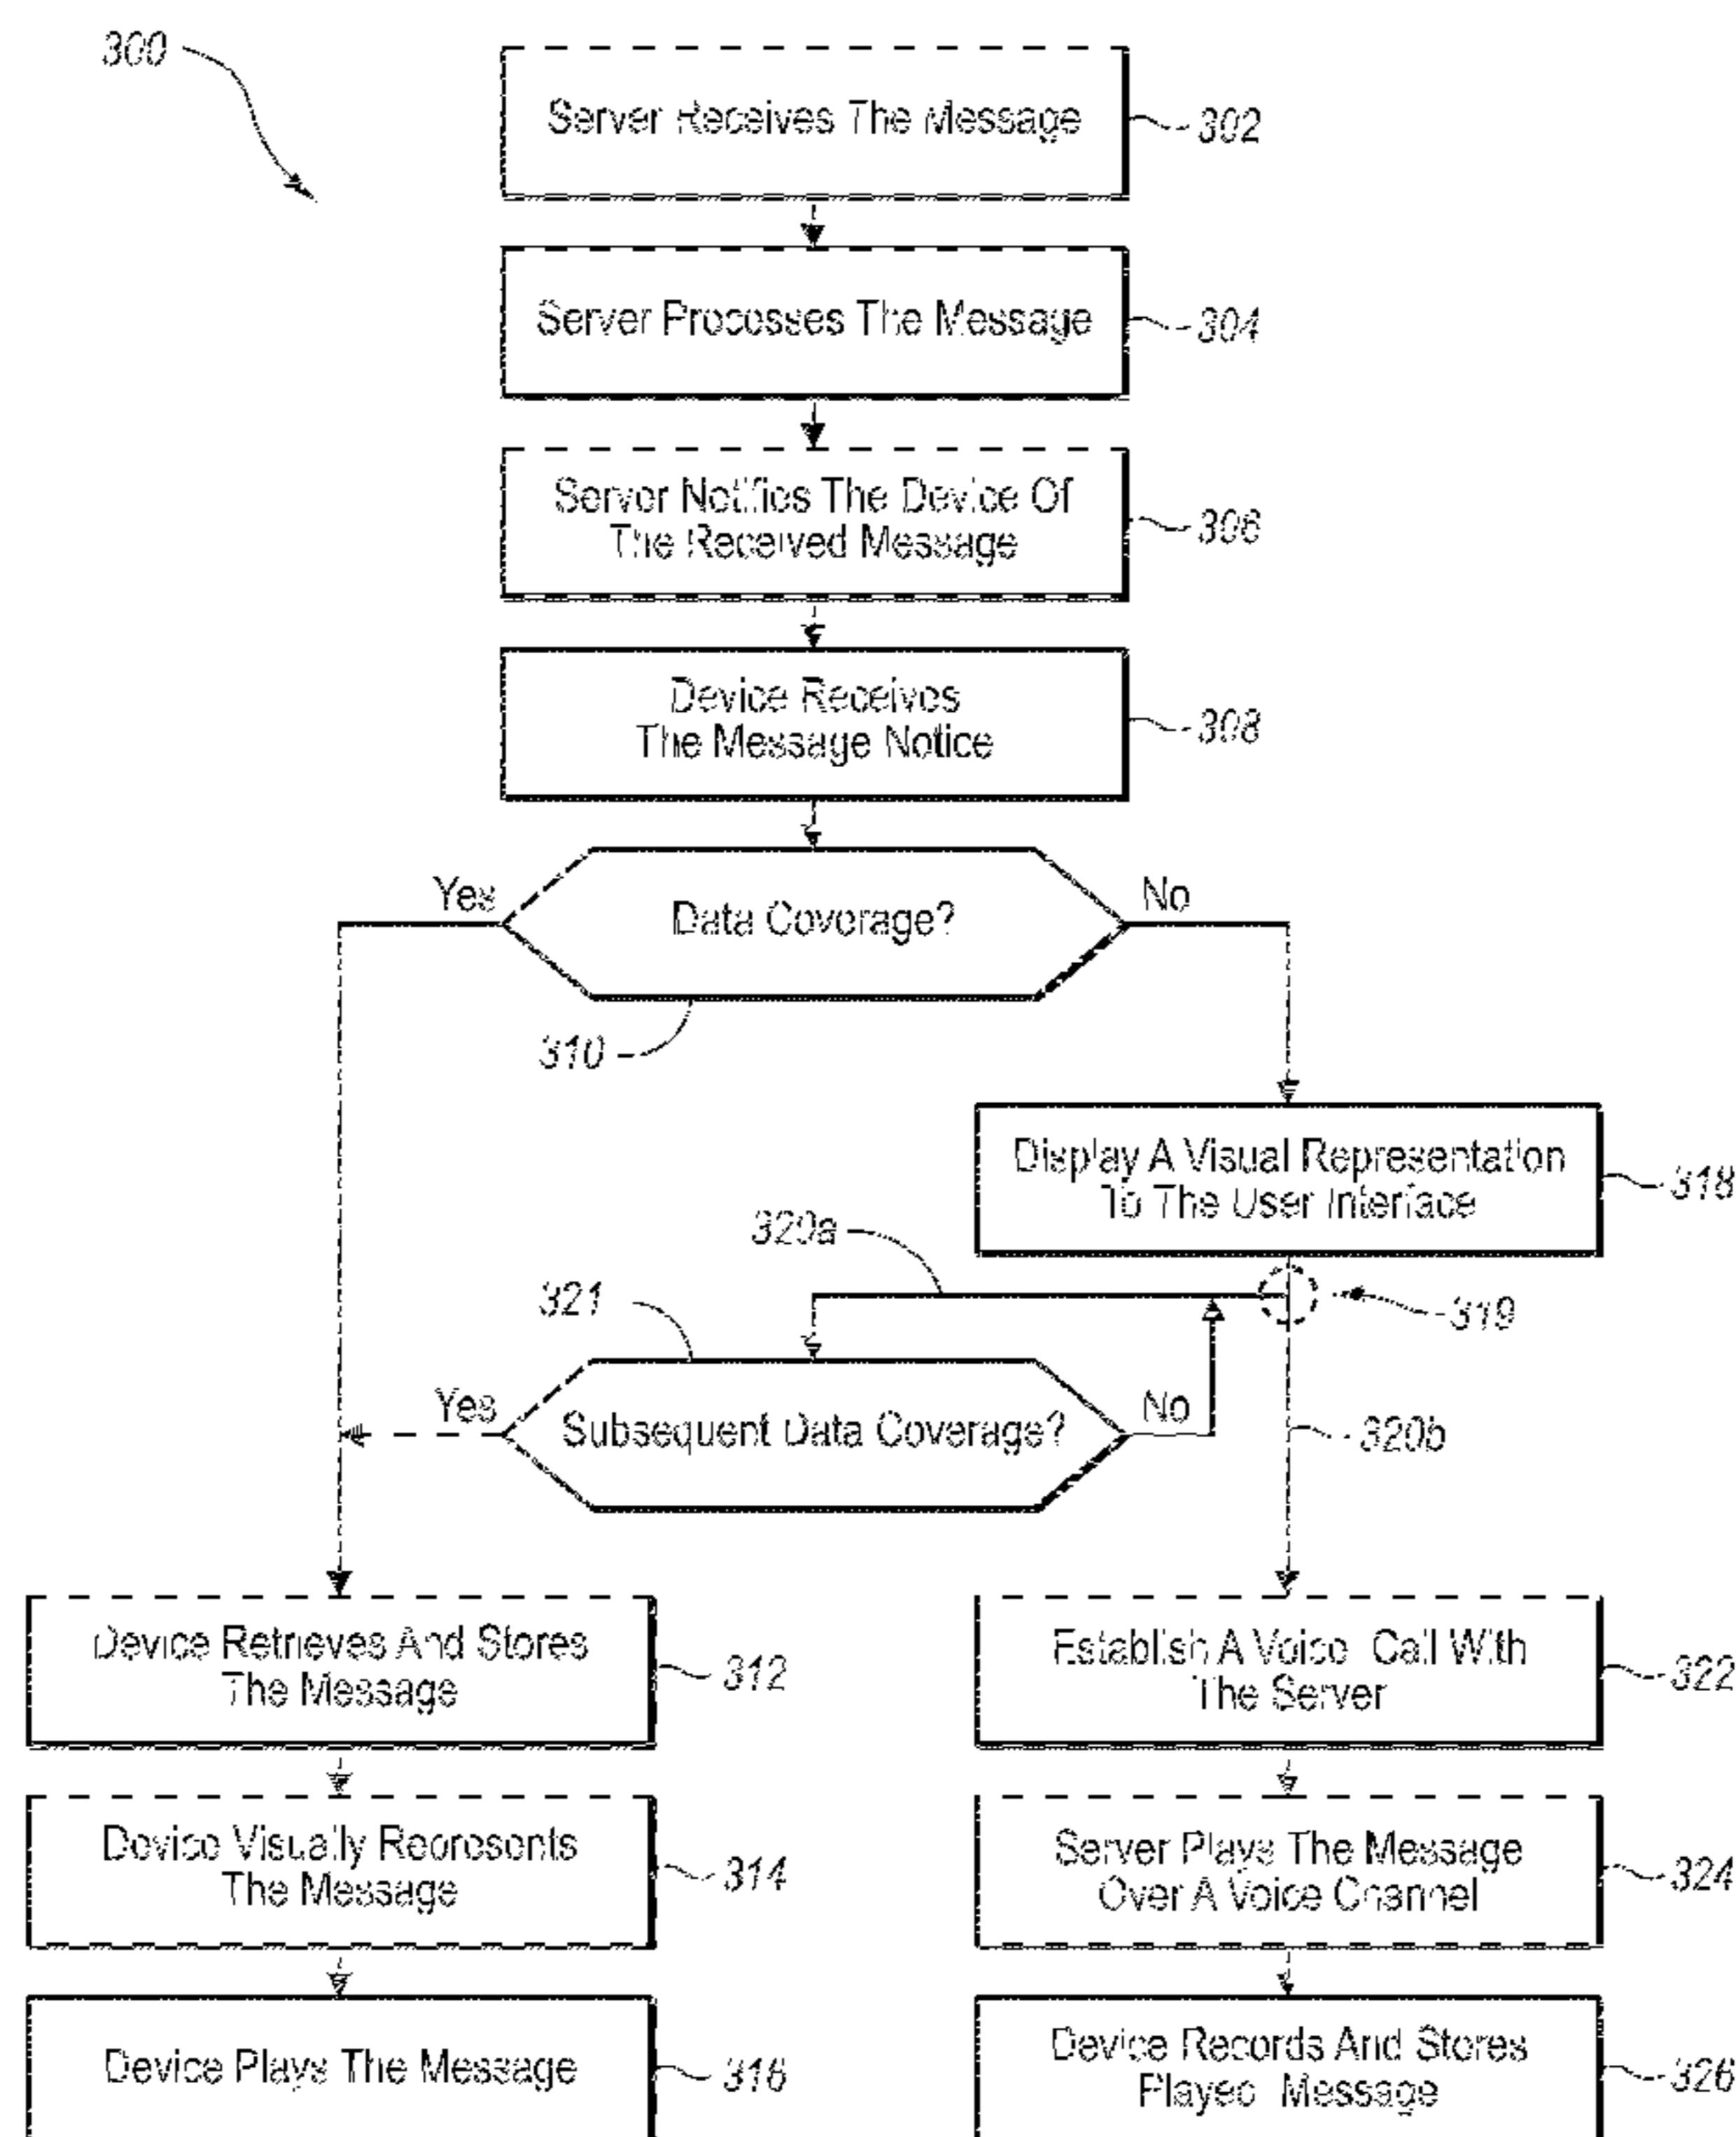 300
Server Receives The Message
302
Server Processes The Message
304
Server Notifies The Device Of
The Received Message
306
Device Receives
The Message Notice
308
Yes
Data Coverage?
No
310
Display A Visual Representation
To The User Interface
318
320a
319
321
Yes
Subsequent Data Coverage?
No
320b
Device Retrieves And Stores
The Message
312
Establish A Voice Call With
The Server
322
Device Visually Represents
The Message
314
Server Plays The Message
Over A Voice Channel
324
Device Plays The Message
316
Device Records And Stores
Played Message
326